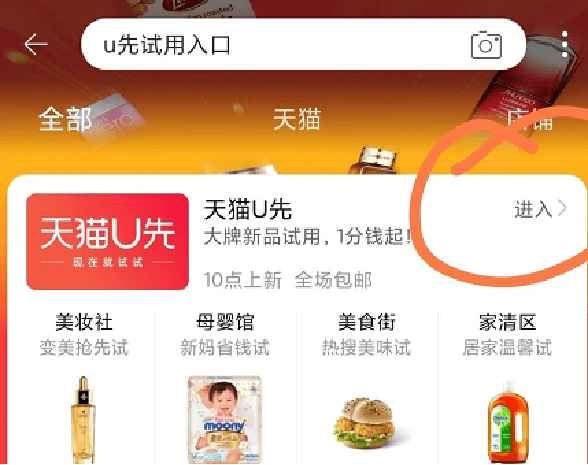 u先试用入口
全部 天猫 店铺
天猫U先
现在就试试
天猫U先
大牌新品试用，1分钱起！
进入
10点上新 全场包邮
美妆社 母婴馆 美食街 家清区
变美抢先试 新妈省钱试 热搜美味试 居家温馨试
moony